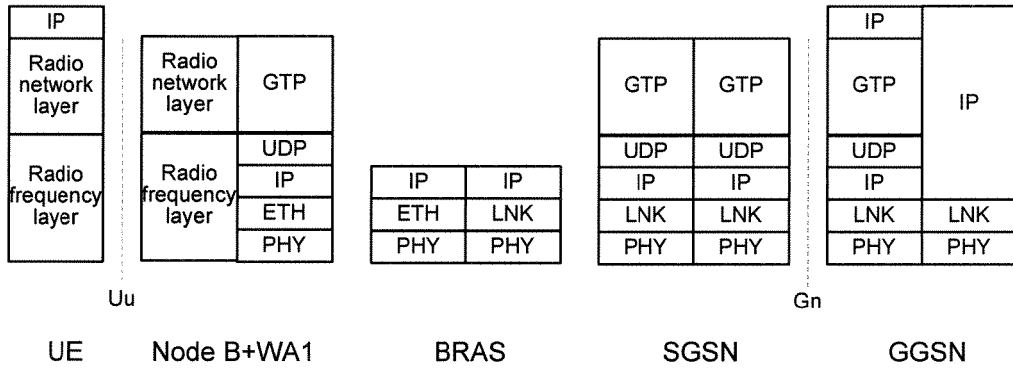 IP
Radio
network
layer
Radio
frequency
layer
Radio
network
layer
GTP
Radio
frequency
layer
UDP
IP
ETH
PHY
IP
IP
ETH
LNK
PHY
PHY
GTP
GTP
UDP
UDP
IP
IP
LNK
LNK
PHY
PHY
IP
GTP
IP
UDP
IP
LNK
LNK
PHY
PHY
Uu
Gn
UE
Node B+WA1
BRAS
SGSN
GGSN